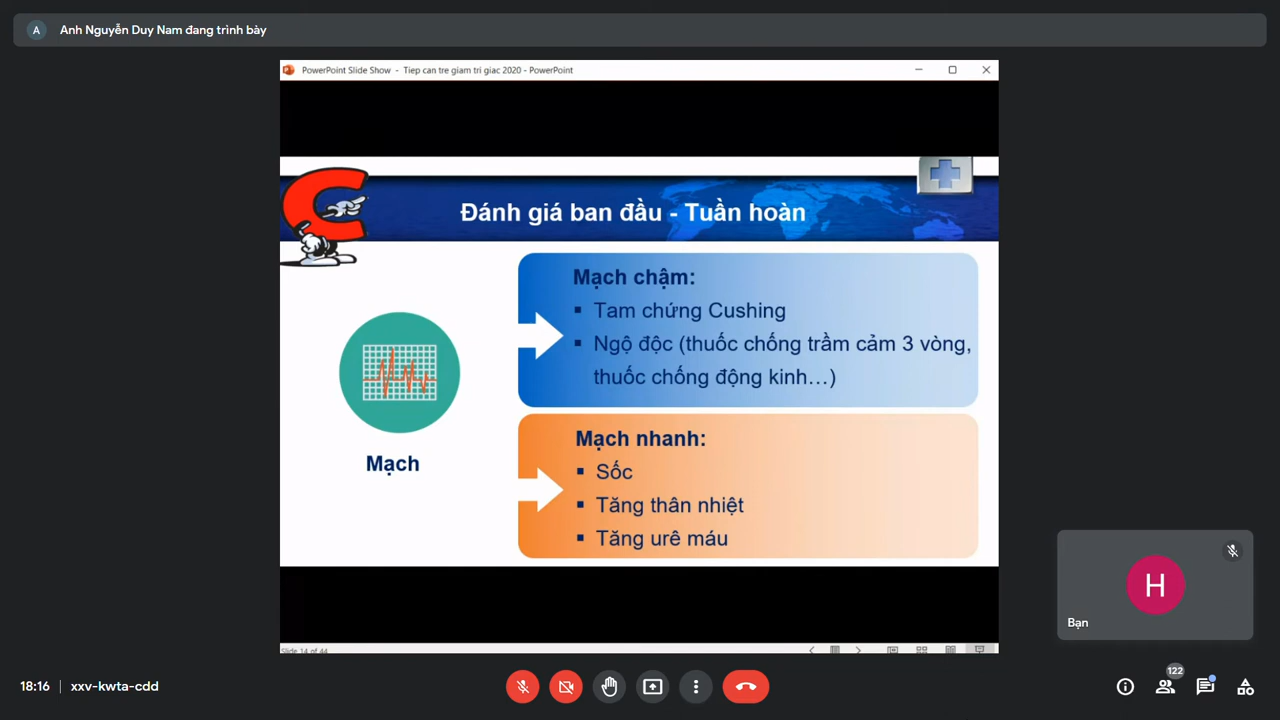 A
Anh Nguyễn Duy Nam đang trình bày
PowerPoint Slide Show - Tiep can tre giam tri giac 2020 - PowerPoint
C
Đánh giá ban đầu - Tuần hoàn
Mạch chậm:
▪ Tam chứng Cushing
▪ Ngộ độc (thuốc chống trầm cảm 3 vòng,
thuốc chống động kinh...)
Mạch
Mạch nhanh:
▪ Sốc
▪ Tăng thân nhiệt
▪ Tăng urê máu
H
Bạn
Slide 14 of 44
18:16 | xxv-kwta-cdd
122